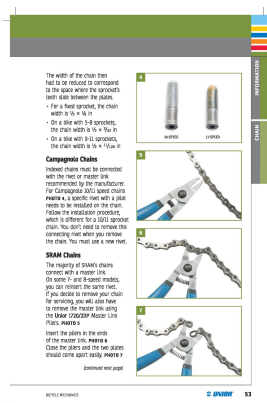 The width of the chain then
had to be reduced to correspond
to the space where the sprocket's
teeth slide between the plates.
• For a fixed sprocket, the chain
width is ½ × ⅛ in
• On a bike with 5-8 sprockets,
the chain width is ½ × 3/32 in
• On a bike with 9-11 sprockets,
the chain width is ½ × 11/128 in
Campagnolo Chains
Indexed chains must be connected
with the rivet or master link
recommended by the manufacturer.
For Campagnolo 10/11 speed chains
PHOTO 4, a specific rivet with a pilot
needs to be installed on the chain.
Follow the installation procedure,
which is different for a 10/11 sprocket
chain. You don't need to remove this
connecting rivet when you remove
the chain. You must use a new rivet.
SRAM Chains
The majority of SRAM's chains
connect with a master link.
On some 7- and 8-speed models,
you can reinsert the same rivet.
If you decide to remove your chain
for servicing, you will also have
to remove the master link using
the Unior 1720/2DP Master Link
Pliers. PHOTO 5
Insert the pliers in the ends
of the master link. PHOTO 6
Close the pliers and the two plates
should come apart easily. PHOTO 7
(continued next page)
4
10-SPEED 11-SPEED
5
6
7
INFORMATION
CHAIN
BICYCLE MECHANICS
UNIOR 53